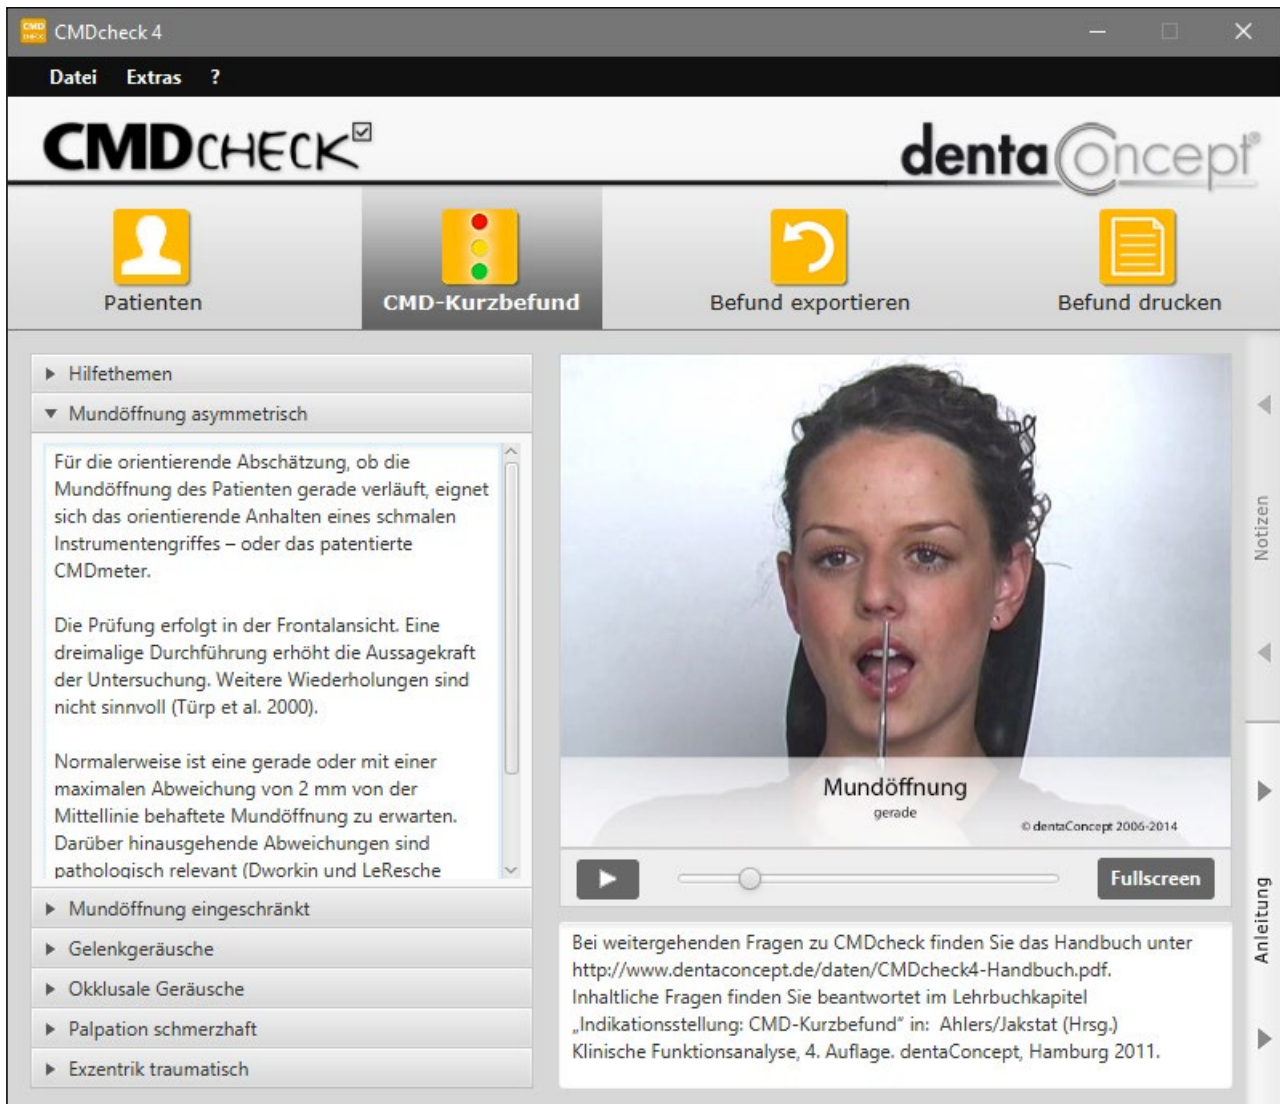 CMD CHECK
CMDcheck 4
Datei Extras ?
CMDCHECK
dentaConcept®
Patienten
CMD-Kurzbefund
Befund exportieren
Befund drucken
Hilfethemen
Mundöffnung asymmetrisch
Für die orientierende Abschätzung, ob die
Mundöffnung des Patienten gerade verläuft, eignet
sich das orientierende Anhalten eines schmalen
Instrumentengriffes – oder das patentierte
CMDmeter.
Die Prüfung erfolgt in der Frontalansicht. Eine
dreimalige Durchführung erhöht die Aussagekraft
der Untersuchung. Weitere Wiederholungen sind
nicht sinnvoll (Türp et al. 2000).
Normalerweise ist eine gerade oder mit einer
maximalen Abweichung von 2 mm von der
Mittellinie behaftete Mundöffnung zu erwarten.
Darüber hinausgehende Abweichungen sind
pathologisch relevant (Dworkin und LeResche
Mundöffnung eingeschränkt
Gelenkgeräusche
Okklusale Geräusche
Palpation schmerzhaft
Exzentrik traumatisch
Mundöffnung
gerade
© dentaConcept 2006-2014
Fullscreen
Bei weitergehenden Fragen zu CMDcheck finden Sie das Handbuch unter
http://www.dentaconcept.de/daten/CMDcheck4-Handbuch.pdf.
Inhaltliche Fragen finden Sie beantwortet im Lehrbuchkapitel
„Indikationsstellung: CMD-Kurzbefund“ in: Ahlers/Jakstat (Hrsg.)
Klinische Funktionsanalyse, 4. Auflage. dentaConcept, Hamburg 2011.
Notizen
Anleitung